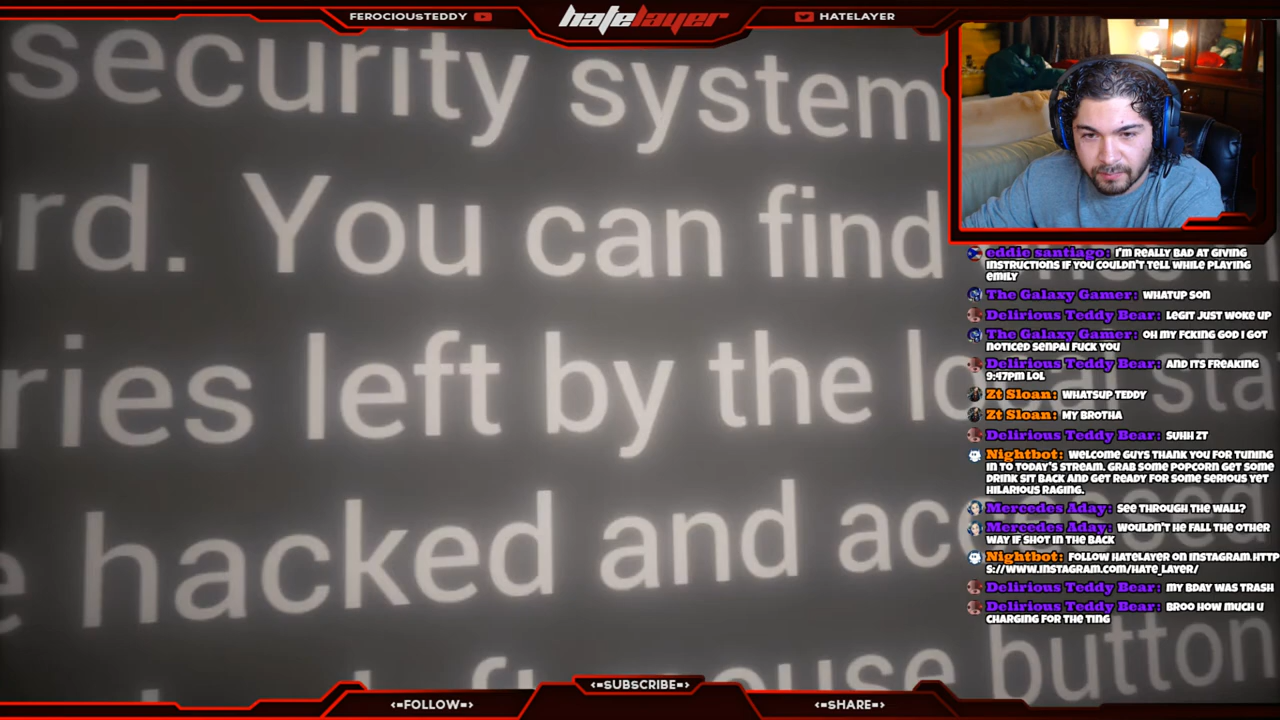 FEROCIOUSTEDDY
hatelayer
HATELAYER
security system
rd. You can find
ries left by the local sta
e hacked and accessed
mouse button
eddie santiago: I'M REALLY BAD AT GIVING
INSTRUCTIONS IF YOU COULDN'T TELL WHILE PLAYING
EMILY
The Galaxy Gamer: WHATUP SON
Delirious Teddy Bear: LEGIT JUST WOKE UP
The Galaxy Gamer: OH MY FCKING GOD I GOT
NOTICED SENPAI FUCK YOU
Delirious Teddy Bear: AND ITS FREAKING
9:47PM LOL
Zt Sloan: WHATSUP TEDDY
Zt Sloan: MY BROTHA
Delirious Teddy Bear: SUHH ZT
Nightbot: WELCOME GUYS THANK YOU FOR TUNING
IN TO TODAY'S STREAM. GRAB SOME POPCORN GET SOME
DRINK SIT BACK AND GET READY FOR SOME SERIOUS YET
HILARIOUS RAGING.
Mercedes Aday: SEE THROUGH THE WALL?
Mercedes Aday: WOULDN'T HE FALL THE OTHER
WAY IF SHOT IN THE BACK
Nightbot: FOLLOW HATELAYER ON INSTAGRAM.HTTP
S://WWW.INSTAGRAM.COM/HATE_LAYER/
Delirious Teddy Bear: MY BDAY WAS TRASH
Delirious Teddy Bear: BROO HOW MUCH U
CHARGING FOR THE TING
<=SUBSCRIBE=>
<=FOLLOW=>
<=SHARE=>